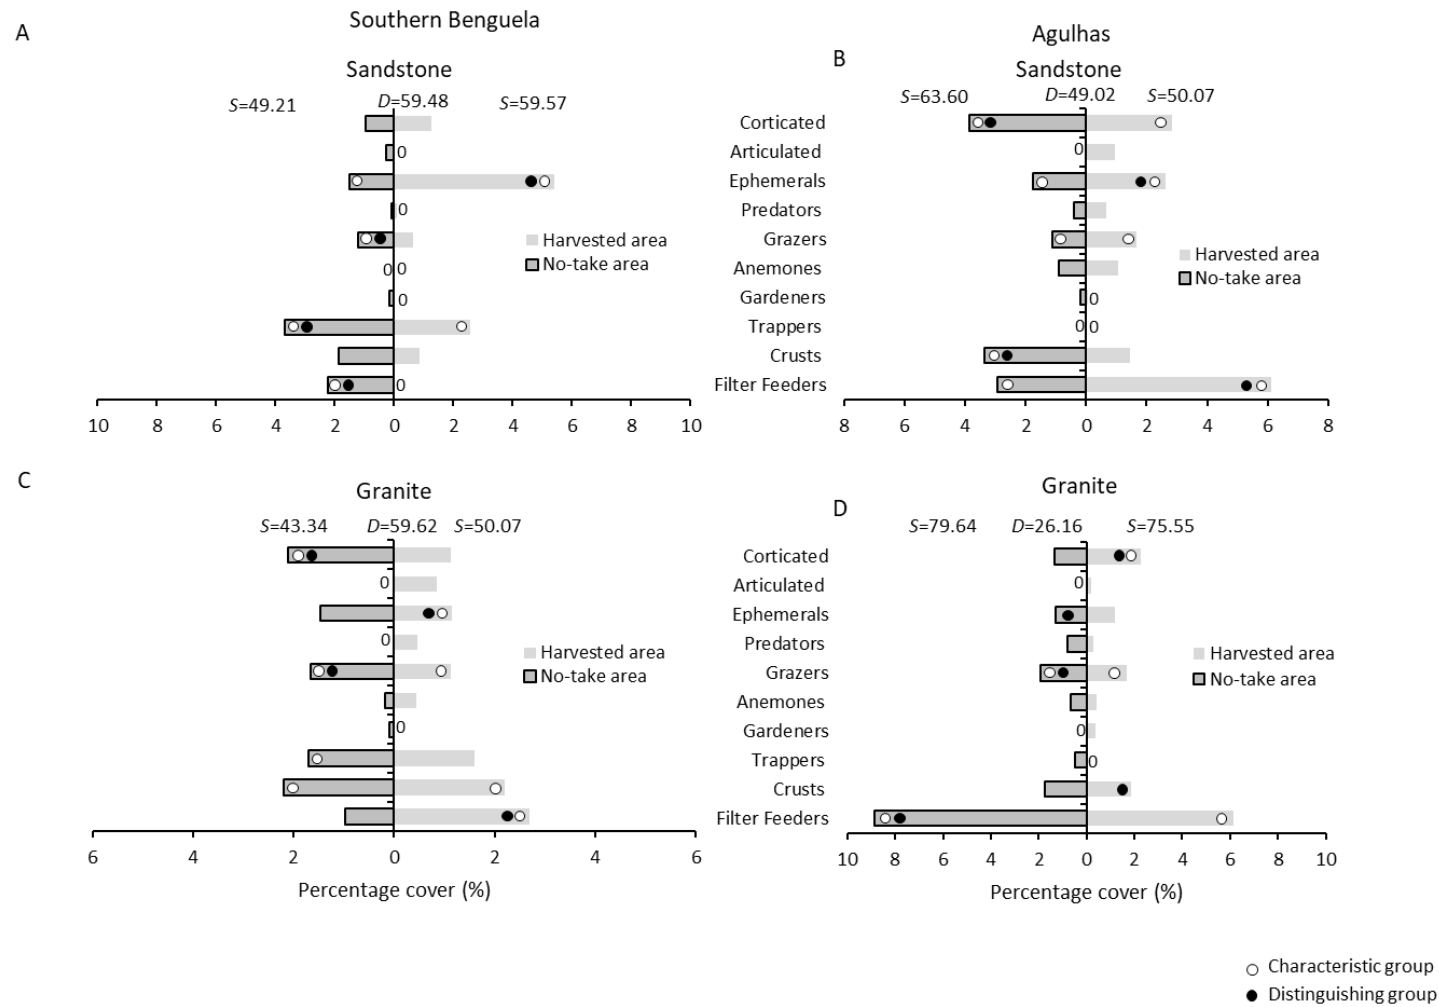 A
Southern Benguela
Sandstone
S=49.21
D=59.48
S=59.57
0
0
0 0
0
0
Harvested area
No-take area
10 8 6 4 2 0 2 4 6 8 10
B
Agulhas
Sandstone
S=63.60
D=49.02
S=50.07
Corticated
Articulated
0
Ephemerals
Predators
Grazers
Anemones
Gardeners
0
Trappers
0 0
Crusts
Filter Feeders
Harvested area
No-take area
8 6 4 2 0 2 4 6 8
C
Granite
S=43.34
D=59.62
S=50.07
0
0
0
Harvested area
No-take area
6 4 2 0 2 4 6
Percentage cover (%)
D
Granite
S=79.64
D=26.16
S=75.55
Corticated
Articulated
0
Ephemerals
Predators
Grazers
Anemones
Gardeners
0
Trappers
0
Crusts
Filter Feeders
Harvested area
No-take area
10 8 6 4 2 0 2 4 6 8 10
Percentage cover (%)
Characteristic group
Distinguishing group